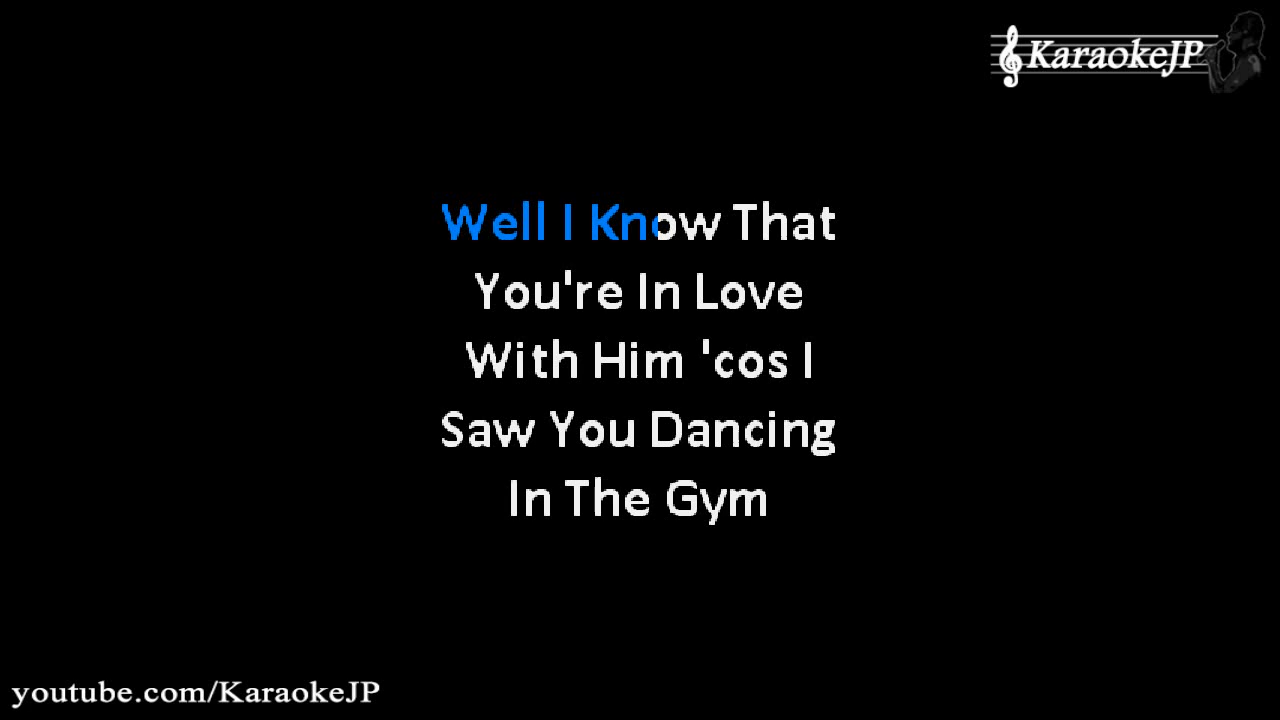 KaraokeJP
Well I Know That
You're In Love
With Him 'cos I
Saw You Dancing
In The Gym
youtube.com/KaraokeJP